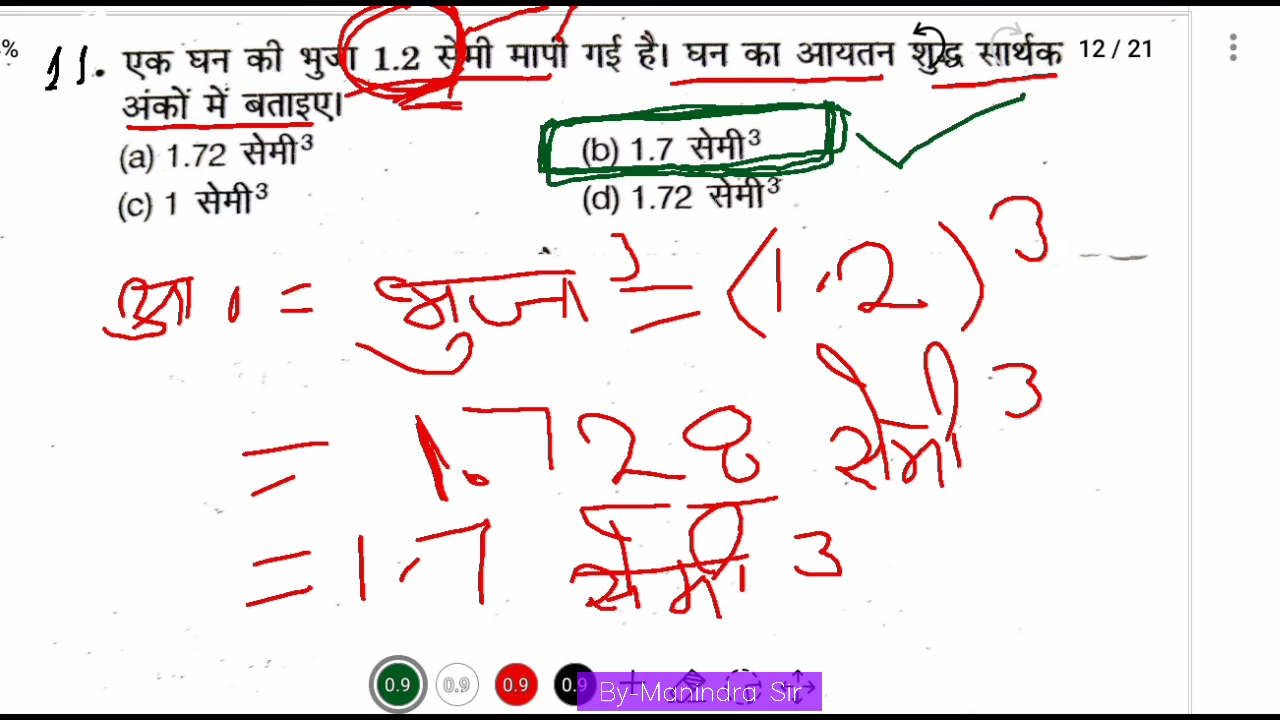 %
11. एक घन की भुजा 1.2 सेमी मापी गई है। घन का आयतन शुद्ध सार्थक 12 / 21
अंकों में बताइए।
(a) 1.72 सेमी³ (b) 1.7 सेमी³
(c) 1 सेमी³ (d) 1.72 सेमी³
आ. = भुजा³ = (1.2)³
= 1.728 सेमी³
= 1.7 सेमी³
0.9 0.9 0.9 0.9
By-Manindra Sir